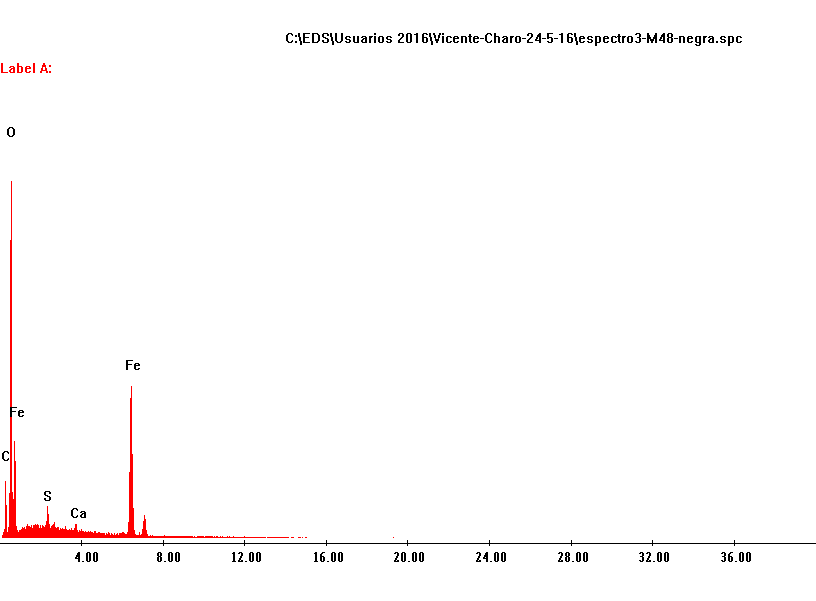 C:\EDS\Usuarios 2016\Vicente-Charo-24-5-16\espectro3-M48-negra.spc
Label A:
O
Fe
Fe
C
S
Ca
4.00 8.00 12.00 16.00 20.00 24.00 28.00 32.00 36.00